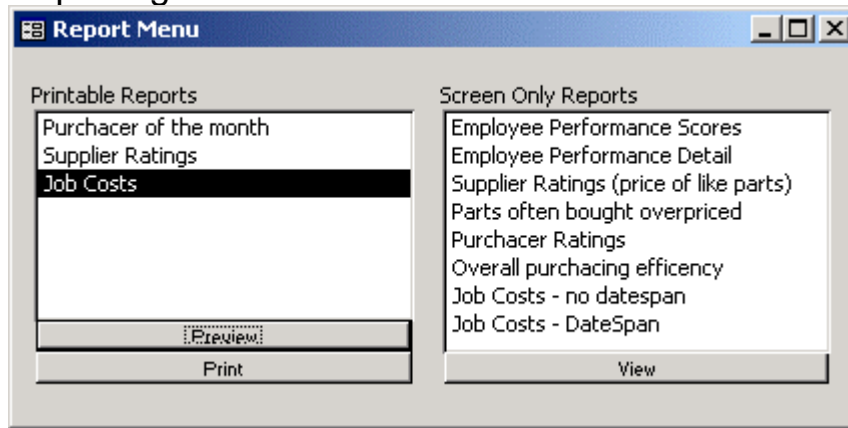 Report Menu
Printable Reports
Purchacer of the month
Supplier Ratings
Job Costs
Preview
Print
Screen Only Reports
Employee Performance Scores
Employee Performance Detail
Supplier Ratings (price of like parts)
Parts often bought overpriced
Purchacer Ratings
Overall purchacing efficency
Job Costs - no datespan
Job Costs - DateSpan
View